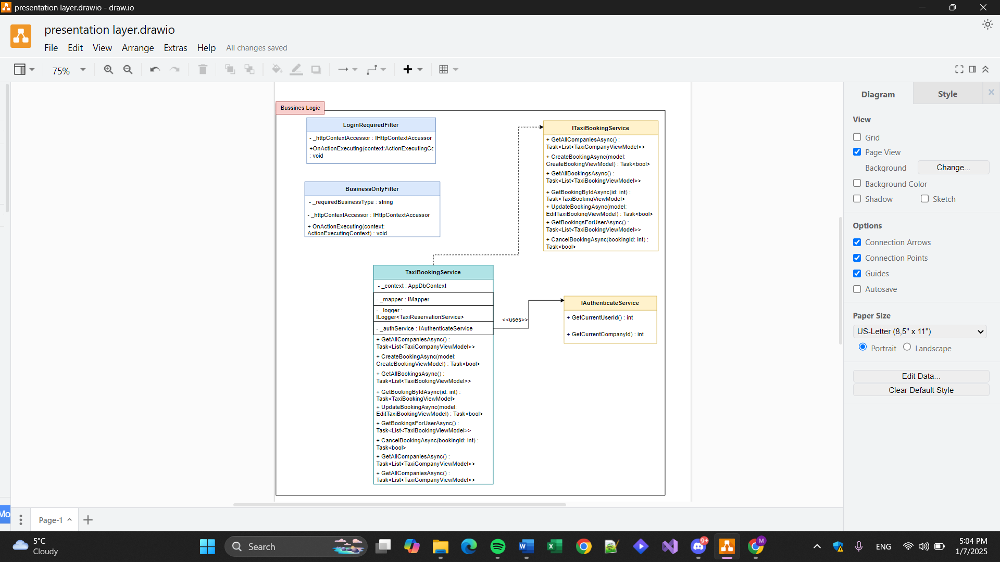 presentation layer.drawio - draw.io
presentation layer.drawio
File Edit View Arrange Extras Help All changes saved
75%
Diagram
Style
View
Grid
Page View
Background
Change...
Background Color
Shadow
Sketch
Options
Connection Arrows
Connection Points
Guides
Autosave
Paper Size
US-Letter (8,5" x 11")
Portrait
Landscape
Edit Data...
Clear Default Style
Bussines Logic
LoginRequiredFilter
- _httpContextAccessor : IHttpContextAccessor
+OnActionExecuting(context:ActionExecutingCc
: void
BusinessOnlyFilter
- _requiredBusinessType : string
- _httpContextAccessor : IHttpContextAccessor
+ OnActionExecuting(context:
ActionExecutingContext) : void
ITaxiBookingService
+ GetAllCompaniesAsync() :
Task<List<TaxiCompanyViewModel>>
+ CreateBookingAsync(model:
CreateBookingViewModel) : Task<bool>
+ GetAllBookingsAsync() :
Task<List<TaxiBookingViewModel>>
+ GetBookingByIdAsync(id: int) :
Task<TaxiBookingViewModel>
+ UpdateBookingAsync(model:
EditTaxiBookingViewModel) : Task<bool>
+ GetBookingsForUserAsync() :
Task<List<TaxiBookingViewModel>>
+ CancelBookingAsync(bookingId: int) :
Task<bool>
TaxiBookingService
- _context : AppDbContext
- _mapper : IMapper
- _logger :
ILogger<TaxiReservationService>
- _authService : IAuthenticateService
+ GetAllCompaniesAsync() :
Task<List<TaxiCompanyViewModel>>
+ CreateBookingAsync(model:
CreateBookingViewModel) : Task<bool>
+ GetAllBookingsAsync() :
Task<List<TaxiBookingViewModel>>
+ GetBookingByIdAsync(id: int) :
Task<TaxiBookingViewModel>
+ UpdateBookingAsync(model:
EditTaxiBookingViewModel) : Task<bool>
+ GetBookingsForUserAsync() :
Task<List<TaxiBookingViewModel>>
+ CancelBookingAsync(bookingId: int) :
Task<bool>
+ GetAllCompaniesAsync() :
Task<List<TaxiCompanyViewModel>>
+ GetAllCompaniesAsync() :
Task<List<TaxiCompanyViewModel>>
<<uses>>
IAuthenticateService
+ GetCurrentUserId() : int
+ GetCurrentCompanyId) : int
Mo
Page-1
5°C
Cloudy
Search
9+
M
ENG
5:04 PM
1/7/2025